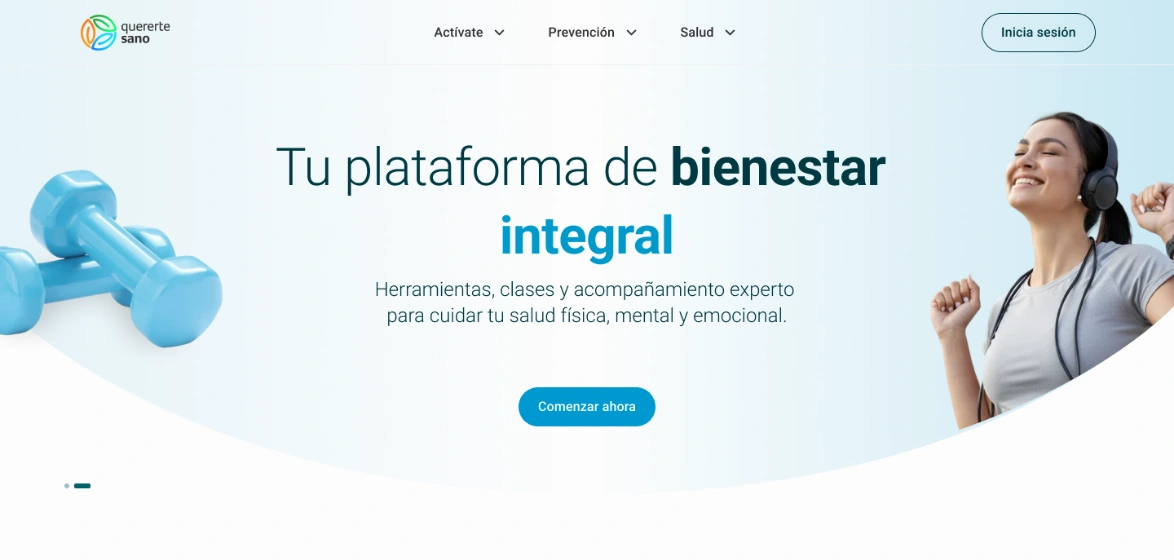 quererte
sano
Actívate
Prevención
Salud
Inicia sesión
Tu plataforma de bienestar
integral
Herramientas, clases y acompañamiento experto
para cuidar tu salud física, mental y emocional.
Comenzar ahora